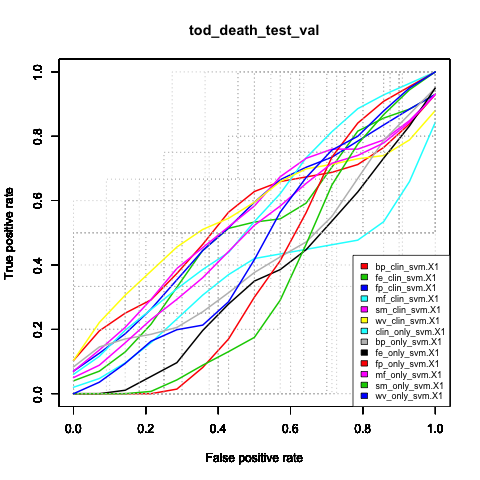 tod_death_test_val
True positive rate
1.0
0.8
0.6
0.4
0.2
0.0
bp_clin_svm.X1
fe_clin_svm.X1
fp_clin_svm.X1
mf_clin_svm.X1
sm_clin_svm.X1
wv_clin_svm.X1
clin_only_svm.X1
bp_only_svm.X1
fe_only_svm.X1
fp_only_svm.X1
mf_only_svm.X1
sm_only_svm.X1
wv_only_svm.X1
0.0 0.2 0.4 0.6 0.8 1.0
False positive rate